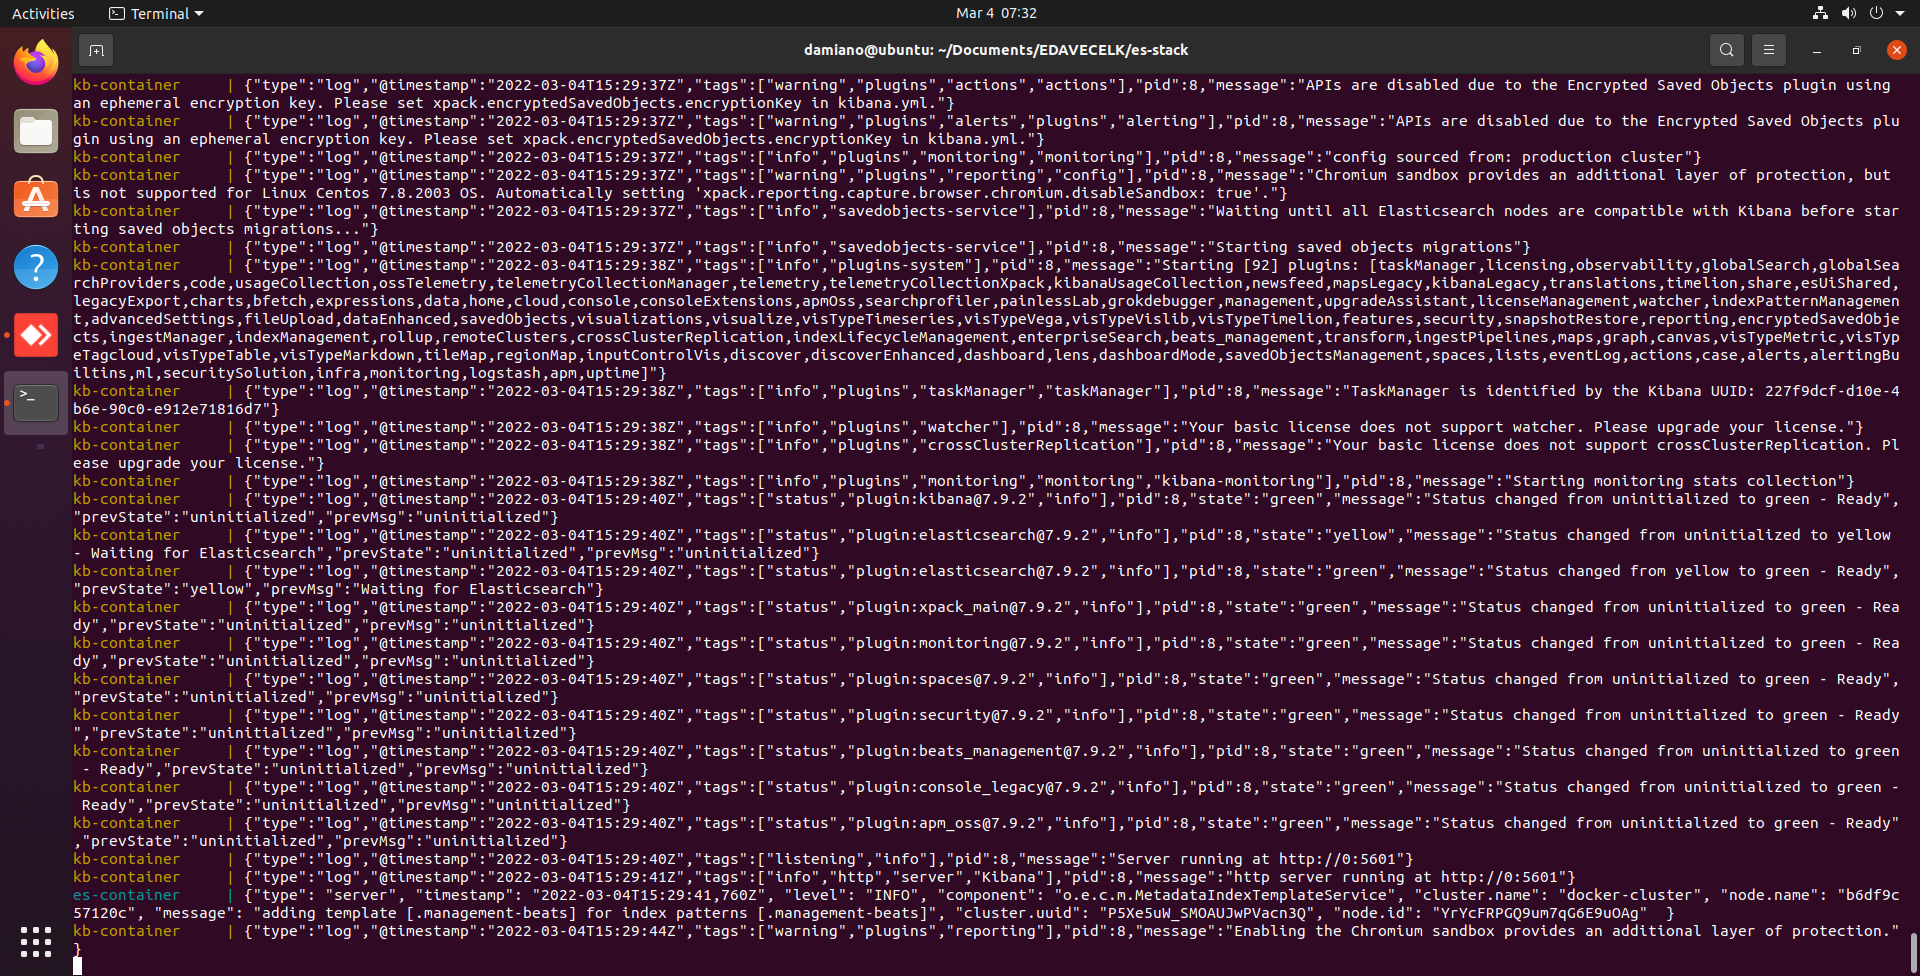 Activities
Terminal
Mar 4 07:32
damiano@ubuntu: ~/Documents/EDAVECELK/es-stack
kb-container | {"type":"log","@timestamp":"2022-03-04T15:29:37Z","tags":["warning","plugins","actions","actions"],"pid":8,"message":"APIs are disabled due to the Encrypted Saved Objects plugin using
an ephemeral encryption key. Please set xpack.encryptedSavedObjects.encryptionKey in kibana.yml."}
kb-container | {"type":"log","@timestamp":"2022-03-04T15:29:37Z","tags":["warning","plugins","alerts","plugins","alerting"],"pid":8,"message":"APIs are disabled due to the Encrypted Saved Objects plu
gin using an ephemeral encryption key. Please set xpack.encryptedSavedObjects.encryptionKey in kibana.yml."}
kb-container | {"type":"log","@timestamp":"2022-03-04T15:29:37Z","tags":["info","plugins","monitoring","monitoring"],"pid":8,"message":"config sourced from: production cluster"}
kb-container | {"type":"log","@timestamp":"2022-03-04T15:29:37Z","tags":["warning","plugins","reporting","config"],"pid":8,"message":"Chromium sandbox provides an additional layer of protection, but
is not supported for Linux Centos 7.8.2003 OS. Automatically setting 'xpack.reporting.capture.browser.chromium.disableSandbox: true'."}
kb-container | {"type":"log","@timestamp":"2022-03-04T15:29:37Z","tags":["info","savedobjects-service"],"pid":8,"message":"Waiting until all Elasticsearch nodes are compatible with Kibana before star
ting saved objects migrations..."}
kb-container | {"type":"log","@timestamp":"2022-03-04T15:29:37Z","tags":["info","savedobjects-service"],"pid":8,"message":"Starting saved objects migrations"}
kb-container | {"type":"log","@timestamp":"2022-03-04T15:29:38Z","tags":["info","plugins-system"],"pid":8,"message":"Starting [92] plugins: [taskManager,licensing,observability,globalSearch,globalSea
rchProviders,code,usageCollection,ossTelemetry,telemetryCollectionManager,telemetry,telemetryCollectionXpack,kibanaUsageCollection,newsfeed,mapsLegacy,kibanaLegacy,translations,timelion,share,esUiShared,
legacyExport,charts,bfetch,expressions,data,home,cloud,console,consoleExtensions,apmOss,searchprofiler,painlessLab,grokdebugger,management,upgradeAssistant,licenseManagement,watcher,indexPatternManagemen
t,advancedSettings,fileUpload,dataEnhanced,savedObjects,visualizations,visualize,visTypeTimeseries,visTypeVega,visTypeVislib,visTypeTimelion,features,security,snapshotRestore,reporting,encryptedSavedObje
cts,ingestManager,indexManagement,rollup,remoteClusters,crossClusterReplication,indexLifecycleManagement,enterpriseSearch,beats_management,transform,ingestPipelines,maps,graph,canvas,visTypeMetric,visTyp
eTagcloud,visTypeTable,visTypeMarkdown,tileMap,regionMap,inputControlVis,discover,discoverEnhanced,dashboard,lens,dashboardMode,savedObjectsManagement,spaces,lists,eventLog,actions,case,alerts,alertingBu
iltins,ml,securitySolution,infra,monitoring,logstash,apm,uptime]"}
kb-container | {"type":"log","@timestamp":"2022-03-04T15:29:38Z","tags":["info","plugins","taskManager","taskManager"],"pid":8,"message":"TaskManager is identified by the Kibana UUID: 227f9dcf-d10e-4
b6e-90c0-e912e71816d7"}
kb-container | {"type":"log","@timestamp":"2022-03-04T15:29:38Z","tags":["info","plugins","watcher"],"pid":8,"message":"Your basic license does not support watcher. Please upgrade your license."}
kb-container | {"type":"log","@timestamp":"2022-03-04T15:29:38Z","tags":["info","plugins","crossClusterReplication"],"pid":8,"message":"Your basic license does not support crossClusterReplication. Pl
ease upgrade your license."}
kb-container | {"type":"log","@timestamp":"2022-03-04T15:29:38Z","tags":["info","plugins","monitoring","monitoring","kibana-monitoring"],"pid":8,"message":"Starting monitoring stats collection"}
kb-container | {"type":"log","@timestamp":"2022-03-04T15:29:40Z","tags":["status","plugin:kibana@7.9.2","info"],"pid":8,"state":"green","message":"Status changed from uninitialized to green - Ready",
"prevState":"uninitialized","prevMsg":"uninitialized"}
kb-container | {"type":"log","@timestamp":"2022-03-04T15:29:40Z","tags":["status","plugin:elasticsearch@7.9.2","info"],"pid":8,"state":"yellow","message":"Status changed from uninitialized to yellow
- Waiting for Elasticsearch","prevState":"uninitialized","prevMsg":"uninitialized"}
kb-container | {"type":"log","@timestamp":"2022-03-04T15:29:40Z","tags":["status","plugin:elasticsearch@7.9.2","info"],"pid":8,"state":"green","message":"Status changed from yellow to green - Ready",
"prevState":"yellow","prevMsg":"Waiting for Elasticsearch"}
kb-container | {"type":"log","@timestamp":"2022-03-04T15:29:40Z","tags":["status","plugin:xpack_main@7.9.2","info"],"pid":8,"state":"green","message":"Status changed from uninitialized to green - Rea
dy","prevState":"uninitialized","prevMsg":"uninitialized"}
kb-container | {"type":"log","@timestamp":"2022-03-04T15:29:40Z","tags":["status","plugin:monitoring@7.9.2","info"],"pid":8,"state":"green","message":"Status changed from uninitialized to green - Rea
dy","prevState":"uninitialized","prevMsg":"uninitialized"}
kb-container | {"type":"log","@timestamp":"2022-03-04T15:29:40Z","tags":["status","plugin:spaces@7.9.2","info"],"pid":8,"state":"green","message":"Status changed from uninitialized to green - Ready",
"prevState":"uninitialized","prevMsg":"uninitialized"}
kb-container | {"type":"log","@timestamp":"2022-03-04T15:29:40Z","tags":["status","plugin:security@7.9.2","info"],"pid":8,"state":"green","message":"Status changed from uninitialized to green - Ready
","prevState":"uninitialized","prevMsg":"uninitialized"}
kb-container | {"type":"log","@timestamp":"2022-03-04T15:29:40Z","tags":["status","plugin:beats_management@7.9.2","info"],"pid":8,"state":"green","message":"Status changed from uninitialized to green
- Ready","prevState":"uninitialized","prevMsg":"uninitialized"}
kb-container | {"type":"log","@timestamp":"2022-03-04T15:29:40Z","tags":["status","plugin:console_legacy@7.9.2","info"],"pid":8,"state":"green","message":"Status changed from uninitialized to green -
Ready","prevState":"uninitialized","prevMsg":"uninitialized"}
kb-container | {"type":"log","@timestamp":"2022-03-04T15:29:40Z","tags":["status","plugin:apm_oss@7.9.2","info"],"pid":8,"state":"green","message":"Status changed from uninitialized to green - Ready"
,"prevState":"uninitialized","prevMsg":"uninitialized"}
kb-container | {"type":"log","@timestamp":"2022-03-04T15:29:40Z","tags":["listening","info"],"pid":8,"message":"Server running at http://0:5601"}
kb-container | {"type":"log","@timestamp":"2022-03-04T15:29:41Z","tags":["info","http","server","Kibana"],"pid":8,"message":"http server running at http://0:5601"}
es-container | {"type": "server", "timestamp": "2022-03-04T15:29:41,760Z", "level": "INFO", "component": "o.e.c.m.MetadataIndexTemplateService", "cluster.name": "docker-cluster", "node.name": "b6df9c
57120c", "message": "adding template [.management-beats] for index patterns [.management-beats]", "cluster.uuid": "P5Xe5uW_SMOAUJwPVacn3Q", "node.id": "YrYcFRPGQ9um7qG6E9uOAg" }
kb-container | {"type":"log","@timestamp":"2022-03-04T15:29:44Z","tags":["warning","plugins","reporting"],"pid":8,"message":"Enabling the Chromium sandbox provides an additional layer of protection."
}